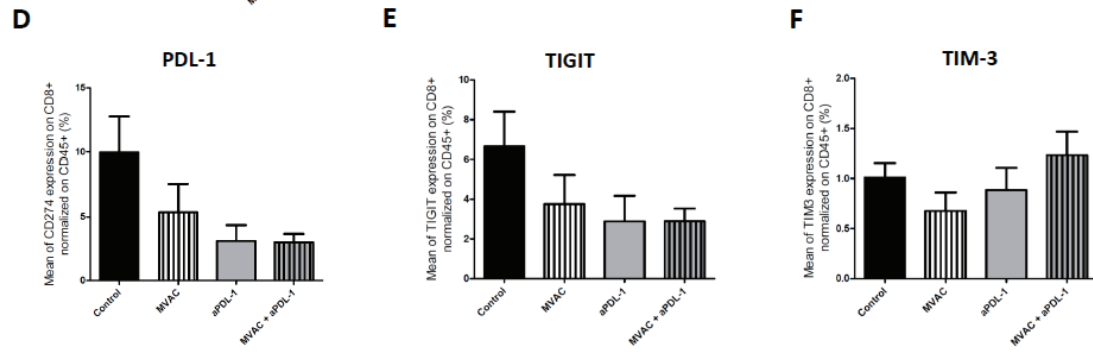 D
PDL-1
Mean of CD274 expression on CD8+
normalized on CD45+ (%)
15
10
5
0
Control
MVAC
aPDL-1
MVAC + aPDL-1
E
TIGIT
Mean of TIGIT expression on CD8+
normalized on CD45+ (%)
10
8
6
4
2
0
Control
MVAC
aPDL-1
MVAC + aPDL-1
F
TIM-3
Mean of TIM3 expression on CD8+
normalized on CD45+ (%)
2.0
1.5
1.0
0.5
0.0
Control
MVAC
aPDL-1
MVAC + aPDL-1